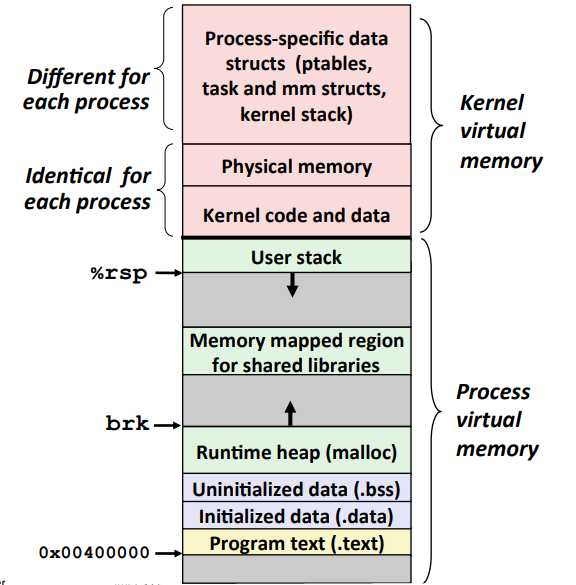 Process-specific data
structs (ptables,
task and mm structs,
kernel stack)
Different for
each process
Kernel
virtual
memory
Physical memory
Identical for
each process
Kernel code and data
User stack
%rsp
Memory mapped region
for shared libraries
Process
virtual
memory
brk
Runtime heap (malloc)
Uninitialized data (.bss)
Initialized data (.data)
Program text (.text)
0x00400000